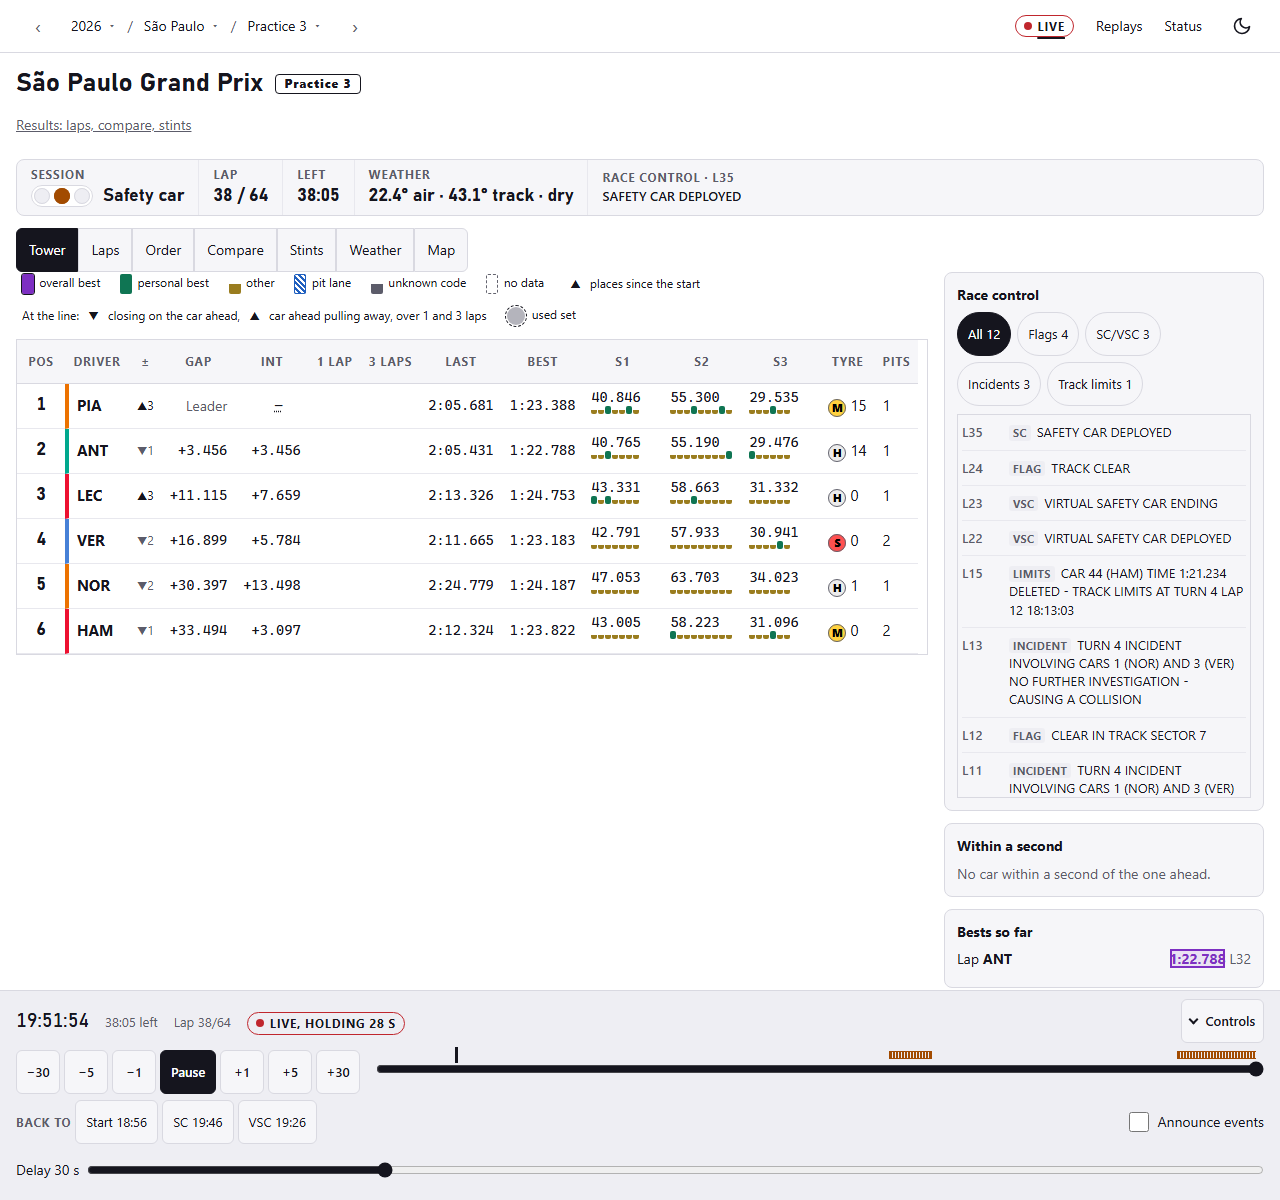 ‹ 2026 / São Paulo / Practice 3 ›
LIVE Replays Status
São Paulo Grand Prix Practice 3
Results: laps, compare, stints
SESSION LAP LEFT WEATHER RACE CONTROL · L35
Safety car 38 / 64 38:05 22.4° air · 43.1° track · dry SAFETY CAR DEPLOYED
Tower Laps Order Compare Stints Weather Map
overall best personal best other pit lane unknown code no data ▲ places since the start
At the line: ▼ closing on the car ahead, ▲ car ahead pulling away, over 1 and 3 laps used set
POS DRIVER ± GAP INT 1 LAP 3 LAPS LAST BEST S1 S2 S3 TYRE PITS
1 PIA ▲3 Leader – 2:05.681 1:23.388 40.846 55.300 29.535 M 15 1
2 ANT ▼1 +3.456 +3.456 2:05.431 1:22.788 40.765 55.190 29.476 H 14 1
3 LEC ▲3 +11.115 +7.659 2:13.326 1:24.753 43.331 58.663 31.332 H 0 1
4 VER ▼2 +16.899 +5.784 2:11.665 1:23.183 42.791 57.933 30.941 S 0 2
5 NOR ▼2 +30.397 +13.498 2:24.779 1:24.187 47.053 63.703 34.023 H 1 1
6 HAM ▼1 +33.494 +3.097 2:12.324 1:23.822 43.005 58.223 31.096 M 0 2
Race control
All 12 Flags 4 SC/VSC 3
Incidents 3 Track limits 1
L35 SC SAFETY CAR DEPLOYED
L24 FLAG TRACK CLEAR
L23 VSC VIRTUAL SAFETY CAR ENDING
L22 VSC VIRTUAL SAFETY CAR DEPLOYED
L15 LIMITS CAR 44 (HAM) TIME 1:21.234
DELETED - TRACK LIMITS AT TURN 4 LAP
12 18:13:03
L13 INCIDENT TURN 4 INCIDENT
INVOLVING CARS 1 (NOR) AND 3 (VER)
NO FURTHER INVESTIGATION -
CAUSING A COLLISION
L12 FLAG CLEAR IN TRACK SECTOR 7
L11 INCIDENT TURN 4 INCIDENT
INVOLVING CARS 1 (NOR) AND 3 (VER)
Within a second
No car within a second of the one ahead.
Bests so far
Lap ANT 1:22.788 L32
19:51:54 38:05 left Lap 38/64 LIVE, HOLDING 28 S Controls
−30 −5 −1 Pause +1 +5 +30
BACK TO Start 18:56 SC 19:46 VSC 19:26 Announce events
Delay 30 s